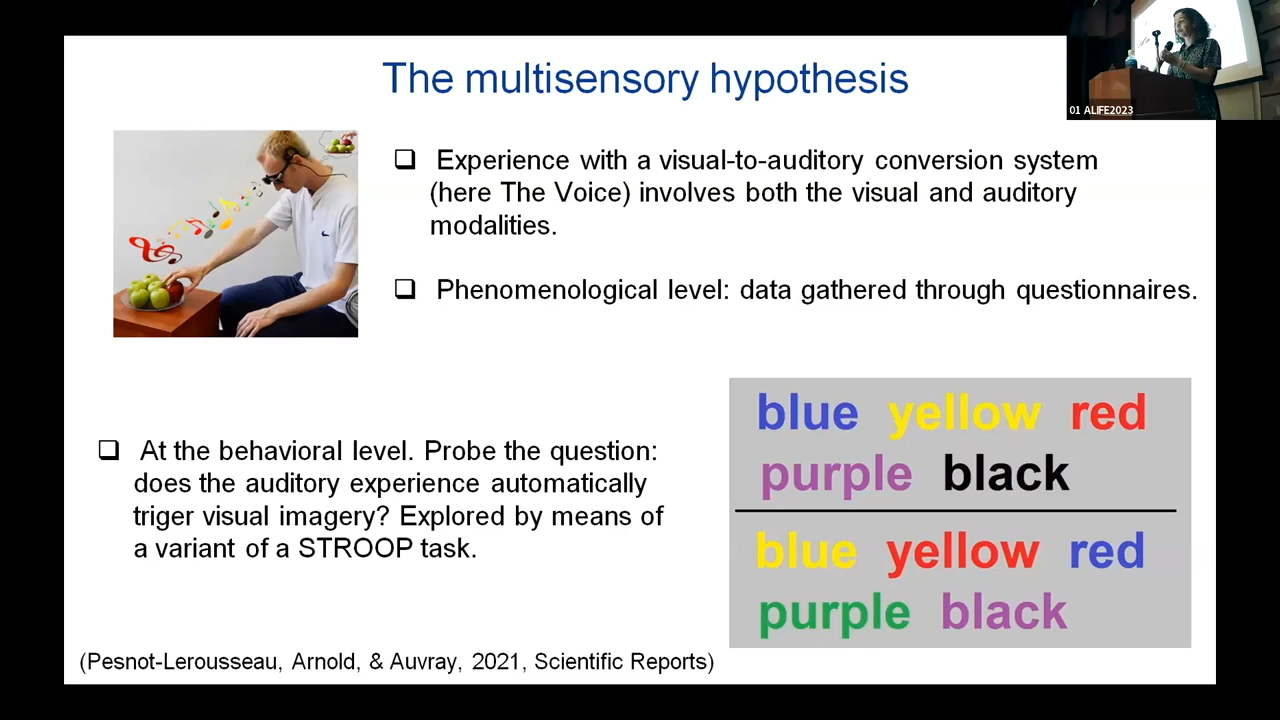 The multisensory hypothesis
01 ALIFE2023
❑ Experience with a visual-to-auditory conversion system
(here The Voice) involves both the visual and auditory
modalities.
❑ Phenomenological level: data gathered through questionnaires.
❑ At the behavioral level. Probe the question:
does the auditory experience automatically
triger visual imagery? Explored by means of
a variant of a STROOP task.
blue yellow red
purple black
blue yellow red
purple black
(Pesnot-Lerousseau, Arnold, & Auvray, 2021, Scientific Reports)